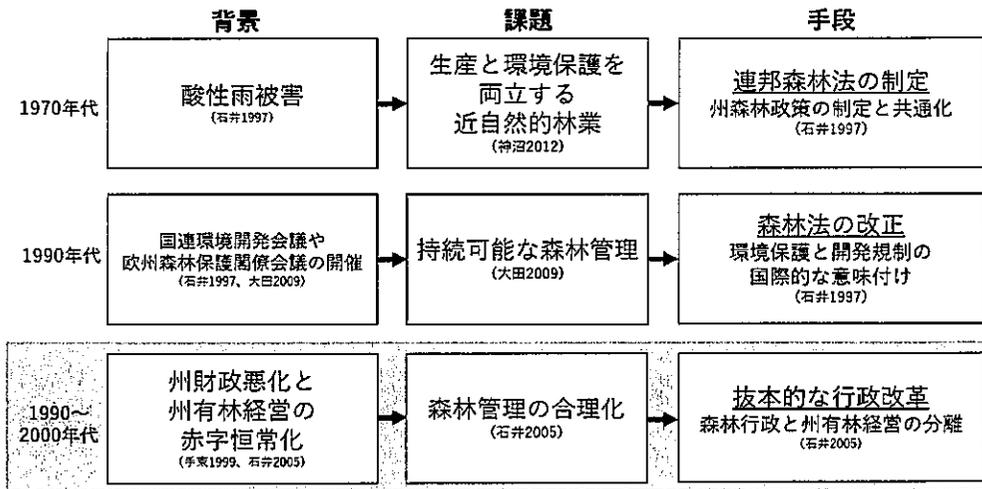 背景
課題
手段
1970年代
酸性雨被害
(石井1997)
生産と環境保護を
両立する
近自然的林業
(神沼2012)
連邦森林法の制定
州森林政策の制定と共通化
(石井1997)
1990年代
国連環境開発会議や
欧州森林保護閣僚会議の開催
(石井1997、大田2009)
持続可能な森林管理
(大田2009)
森林法の改正
環境保護と開発規制の
国際的な意味付け
(石井1997)
1990~
2000年代
州財政悪化と
州有林経営の
赤字恒常化
(手束1999、石井2005)
森林管理の合理化
(石井2005)
抜本的な行政改革
森林行政と州有林経営の分離
(石井2005)